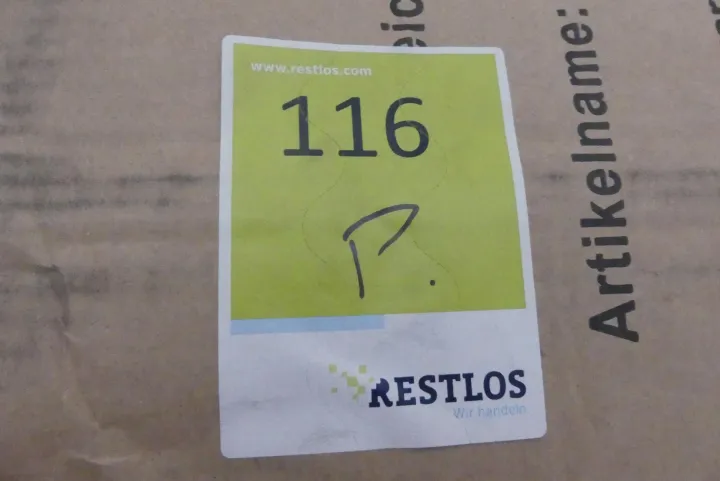 www.restlos.com
116
P.
RESTLOS
Wir handeln
Artikelname: